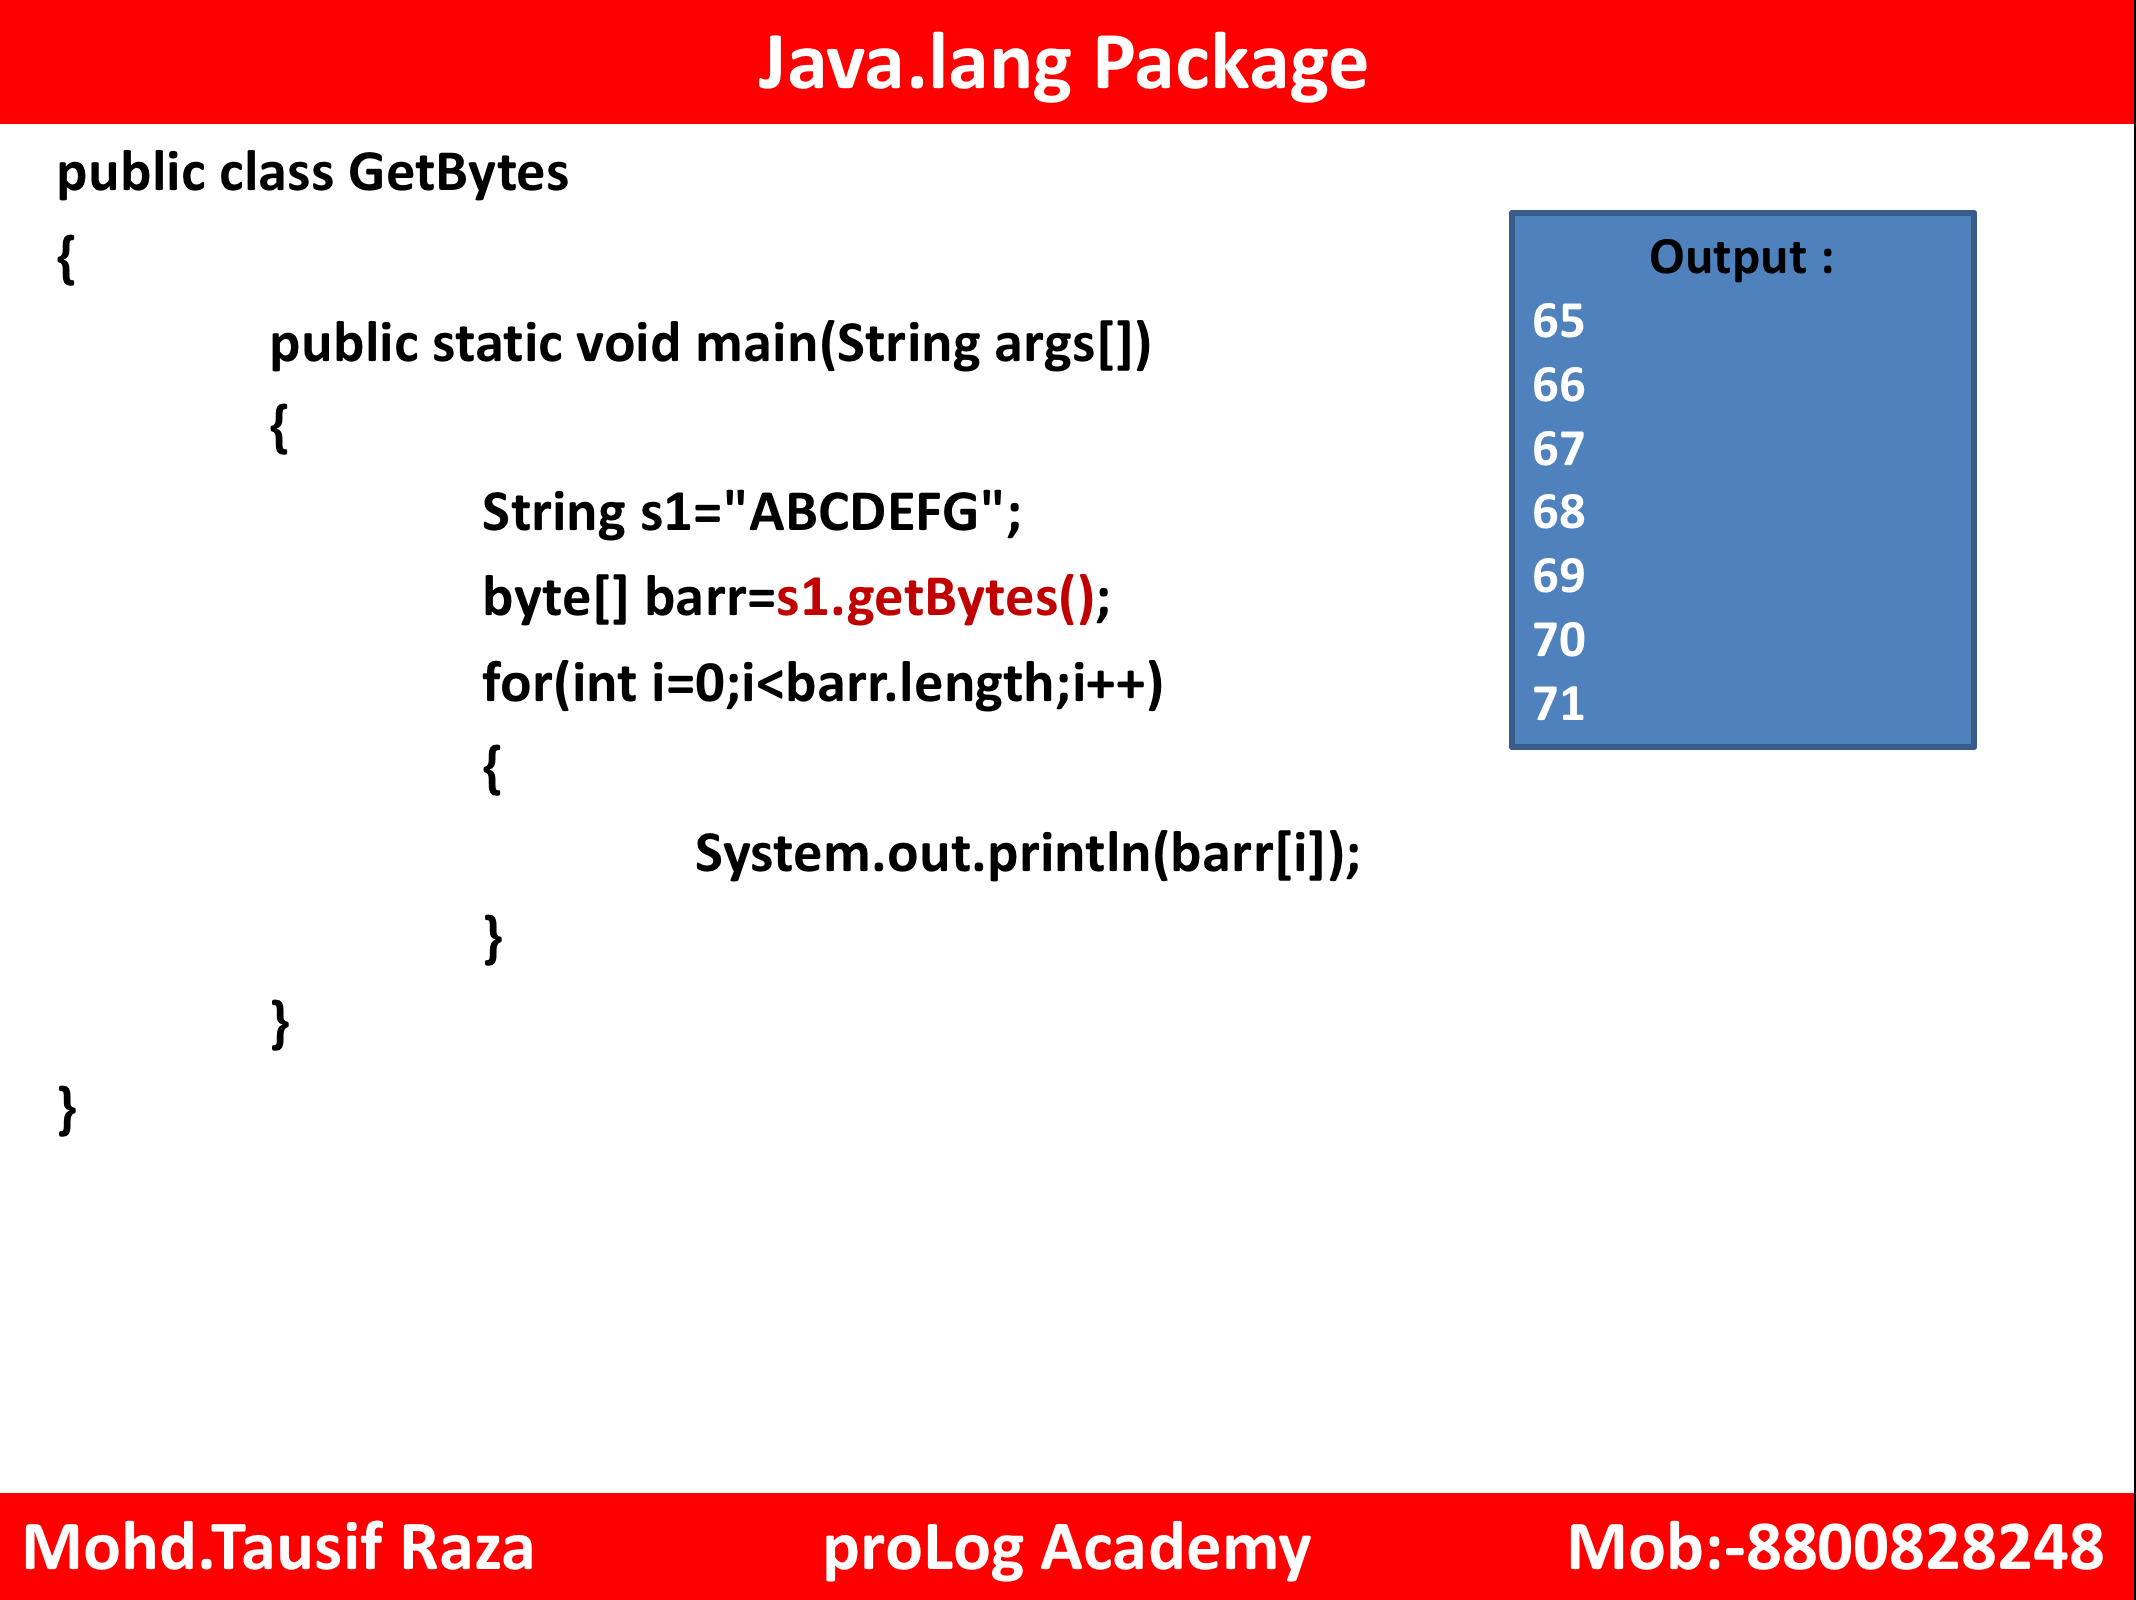 Java.lang Package
public class GetBytes
{
public static void main(String args[])
{
String s1="ABCDEFG";
byte[] barr=s1.getBytes();
for(int i=0;i<barr.length;i++)
{
System.out.println(barr[i]);
}
}
}
Output :
65
66
67
68
69
70
71
Mohd.Tausif Raza proLog Academy Mob:-8800828248